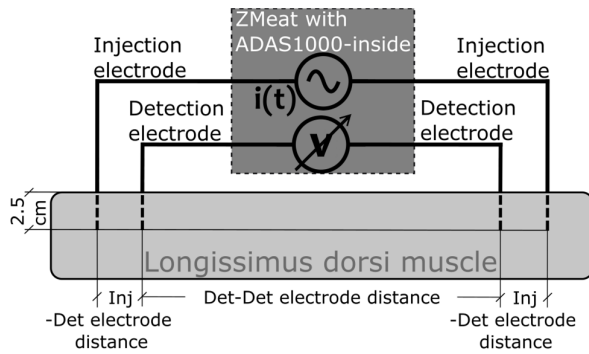 ZMeat with
ADAS1000-inside
Injection
electrode
Injection
electrode
i(t)
Detection
electrode
Detection
electrode
V
2.5
cm
Longissimus dorsi muscle
Inj
-Det electrode
distance
Det-Det electrode distance
Inj
-Det electrode
distance